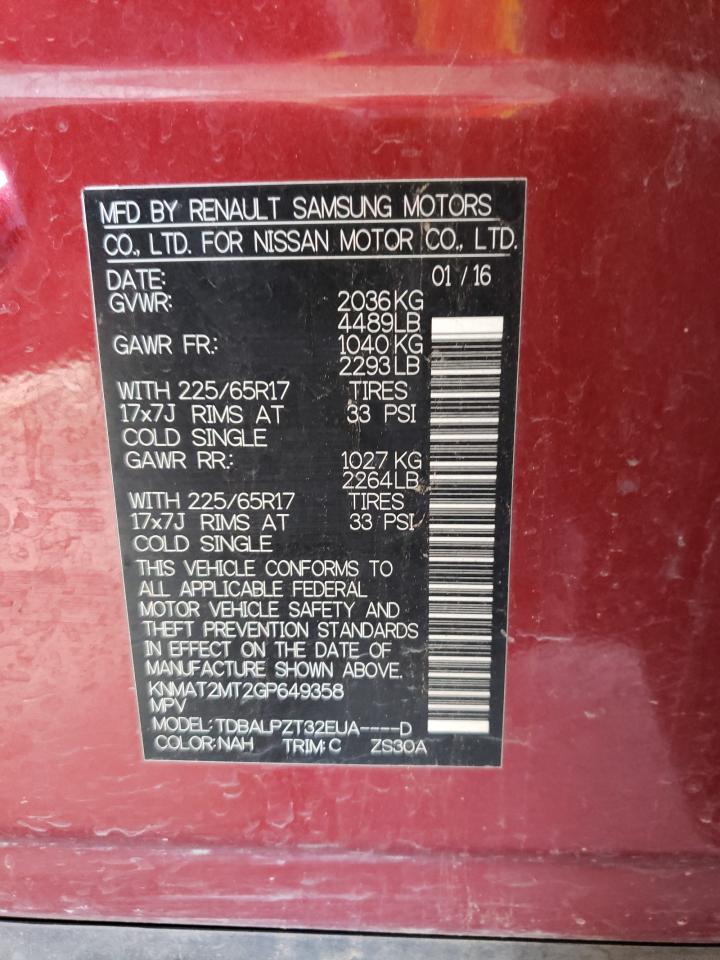 MFD BY RENAULT SAMSUNG MOTORS
CO., LTD. FOR NISSAN MOTOR CO., LTD.
DATE: 01 / 16
GVWR: 2036 KG
4489 LB
GAWR FR: 1040 KG
2293 LB
WITH 225/65R17 TIRES
17x7J RIMS AT 33 PSI
COLD SINGLE
GAWR RR: 1027 KG
2264 LB
WITH 225/65R17 TIRES
17x7J RIMS AT 33 PSI
COLD SINGLE
THIS VEHICLE CONFORMS TO
ALL APPLICABLE FEDERAL
MOTOR VEHICLE SAFETY AND
THEFT PREVENTION STANDARDS
IN EFFECT ON THE DATE OF
MANUFACTURE SHOWN ABOVE.
KNMAT2MT2GP649358
MPV
MODEL: TDBALPZT32EUA----D
COLOR: NAH TRIM: C ZS30A